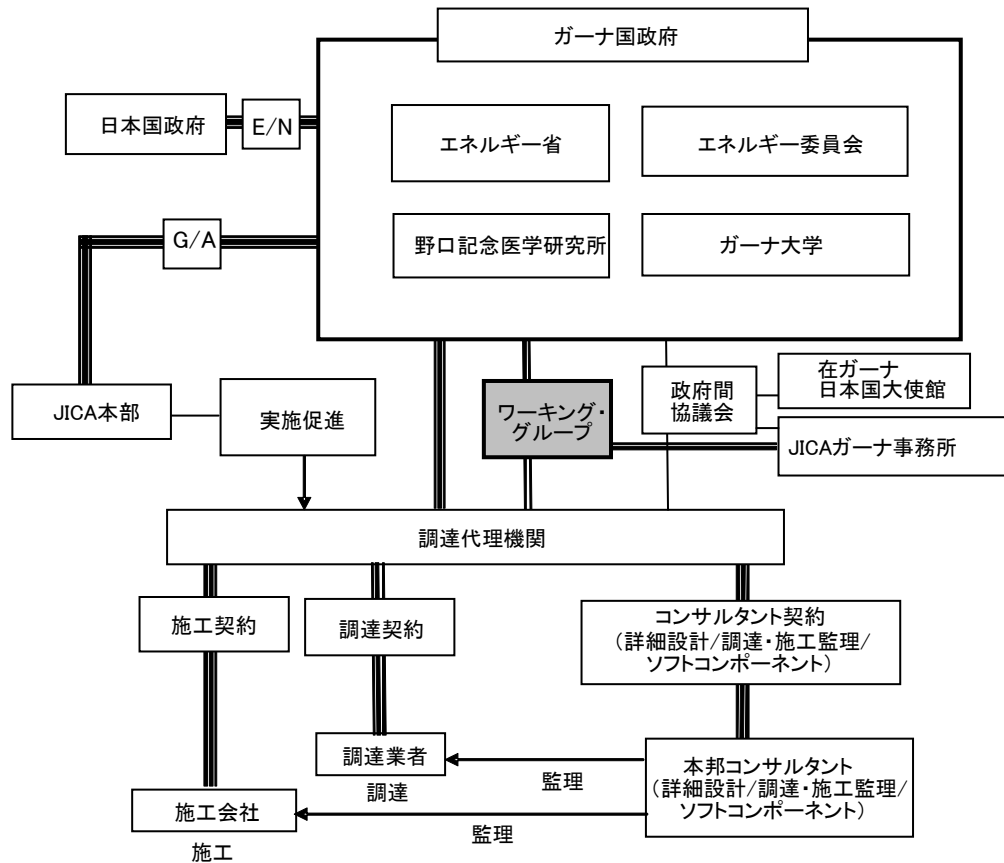 ガーナ国政府
日本国政府
E/N
エネルギー省
エネルギー委員会
G/A
野口記念医学研究所
ガーナ大学
JICA本部
実施促進
ワーキング・
グループ
政府間
協議会
在ガーナ
日本国大使館
JICAガーナ事務所
調達代理機関
施工契約
調達契約
コンサルタント契約
（詳細設計/調達・施工監理/
ソフトコンポーネント）
調達業者
調達
監理
本邦コンサルタント
（詳細設計/調達・施工監理/
ソフトコンポーネント）
施工会社
施工
監理